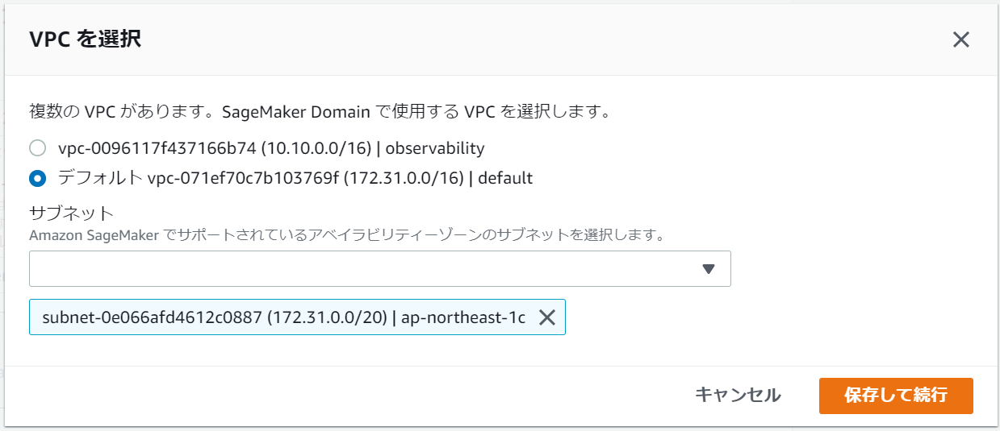 VPC を選択
複数の VPC があります。SageMaker Domain で使用する VPC を選択します。
vpc-0096117f437166b74 (10.10.0.0/16) | observability
デフォルト vpc-071ef70c7b103769f (172.31.0.0/16) | default
サブネット
Amazon SageMaker でサポートされているアベイラビリティーゾーンのサブネットを選択します。
subnet-0e066afd4612c0887 (172.31.0.0/20) | ap-northeast-1c
キャンセル
保存して続行